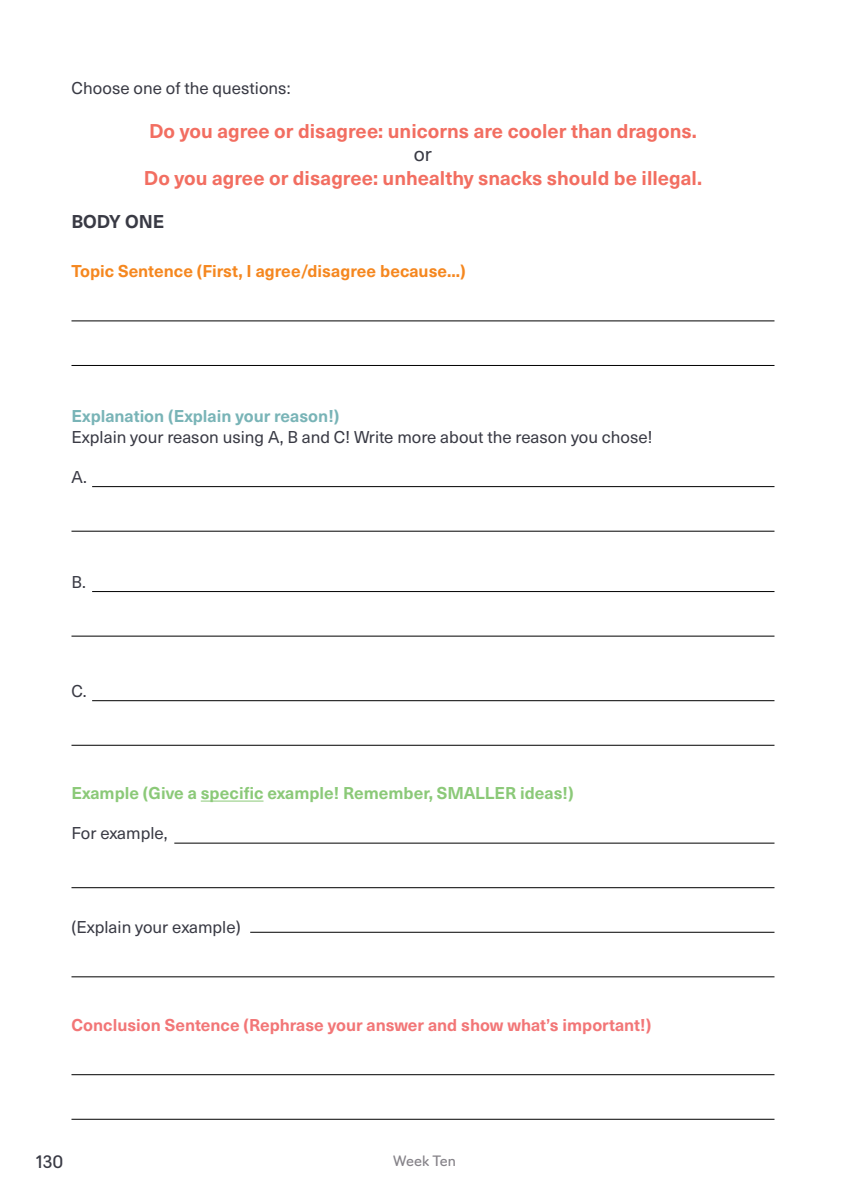 Choose one of the questions:
Do you agree or disagree: unicorns are cooler than dragons.
or
Do you agree or disagree: unhealthy snacks should be illegal.
BODY ONE
Topic Sentence (First, I agree/disagree because...)
Explanation (Explain your reason!)
Explain your reason using A, B and C! Write more about the reason you chose!
A.
B.
C.
Example (Give a specific example! Remember, SMALLER ideas!)
For example,
(Explain your example)
Conclusion Sentence (Rephrase your answer and show what's important!)
130
Week Ten